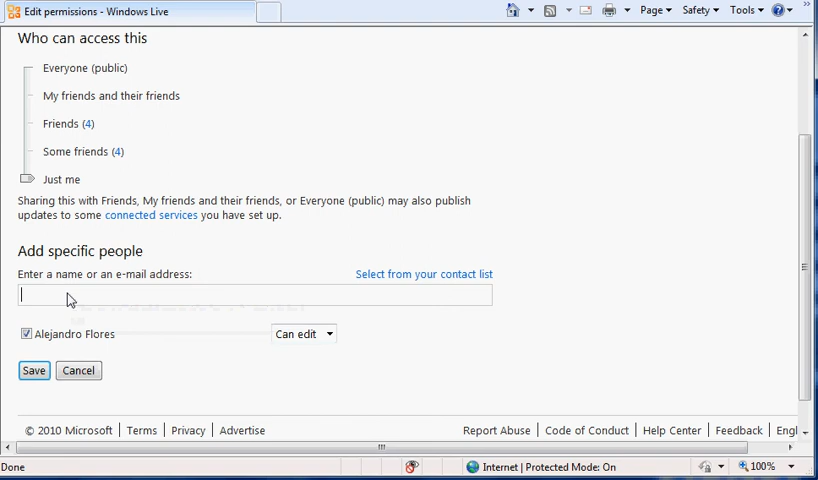 Edit permissions - Windows Live
Page
Safety
Tools
Who can access this
Everyone (public)
My friends and their friends
Friends (4)
Some friends (4)
Just me
Sharing this with Friends, My friends and their friends, or Everyone (public) may also publish
updates to some connected services you have set up.
Add specific people
Enter a name or an e-mail address:
Select from your contact list
Alejandro Flores
Can edit
Save
Cancel
© 2010 Microsoft
Terms
Privacy
Advertise
Report Abuse
Code of Conduct
Help Center
Feedback
Engl
Done
Internet | Protected Mode: On
100%